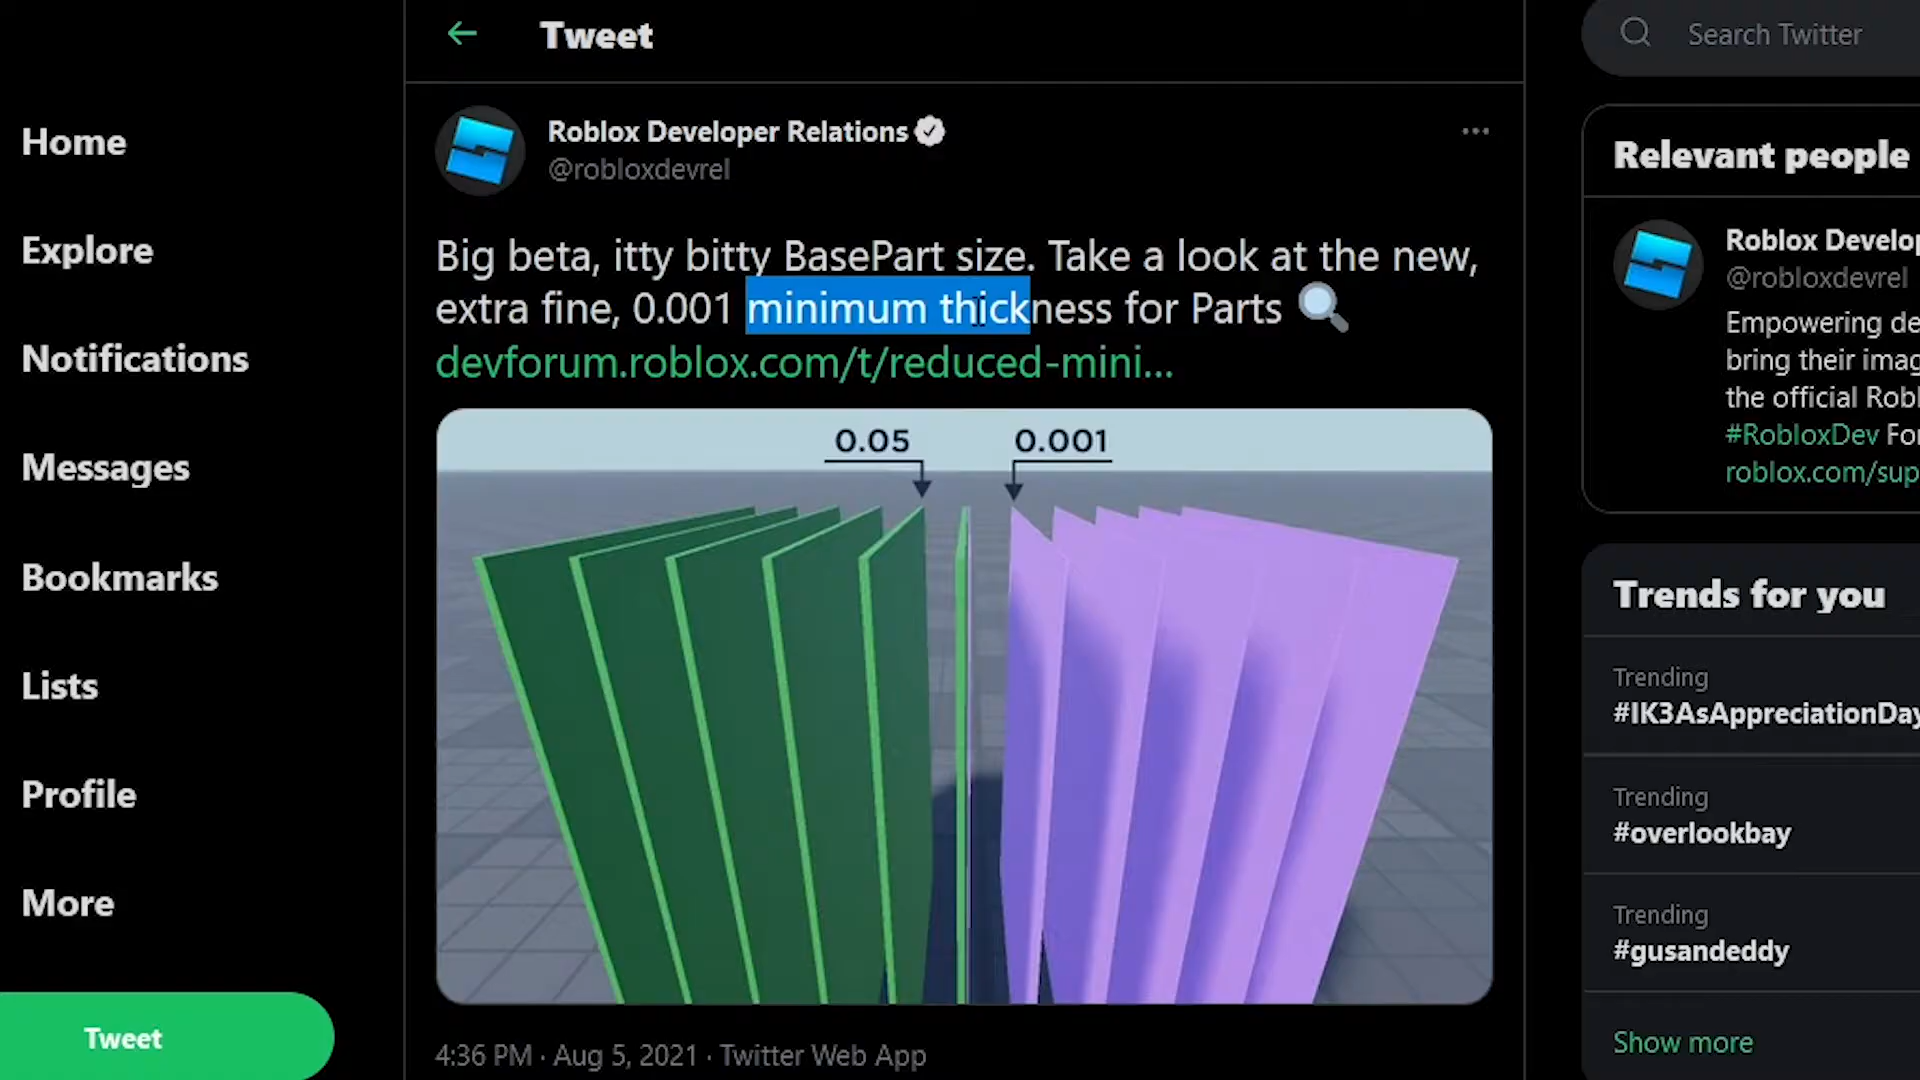 Tweet
Search Twitter
Home
Explore
Notifications
Messages
Bookmarks
Lists
Profile
More
Tweet
Roblox Developer Relations
@robloxdevrel
Big beta, itty bitty BasePart size. Take a look at the new,
extra fine, 0.001 minimum thickness for Parts
devforum.roblox.com/t/reduced-mini...
0.05 0.001
4:36 PM · Aug 5, 2021 · Twitter Web App
Relevant people
Roblox Develop
@robloxdevrel
Empowering de
bring their imag
the official Robl
#RobloxDev For
roblox.com/sup
Trends for you
Trending
#IK3AsAppreciationDay
Trending
#overlookbay
Trending
#gusandeddy
Show more